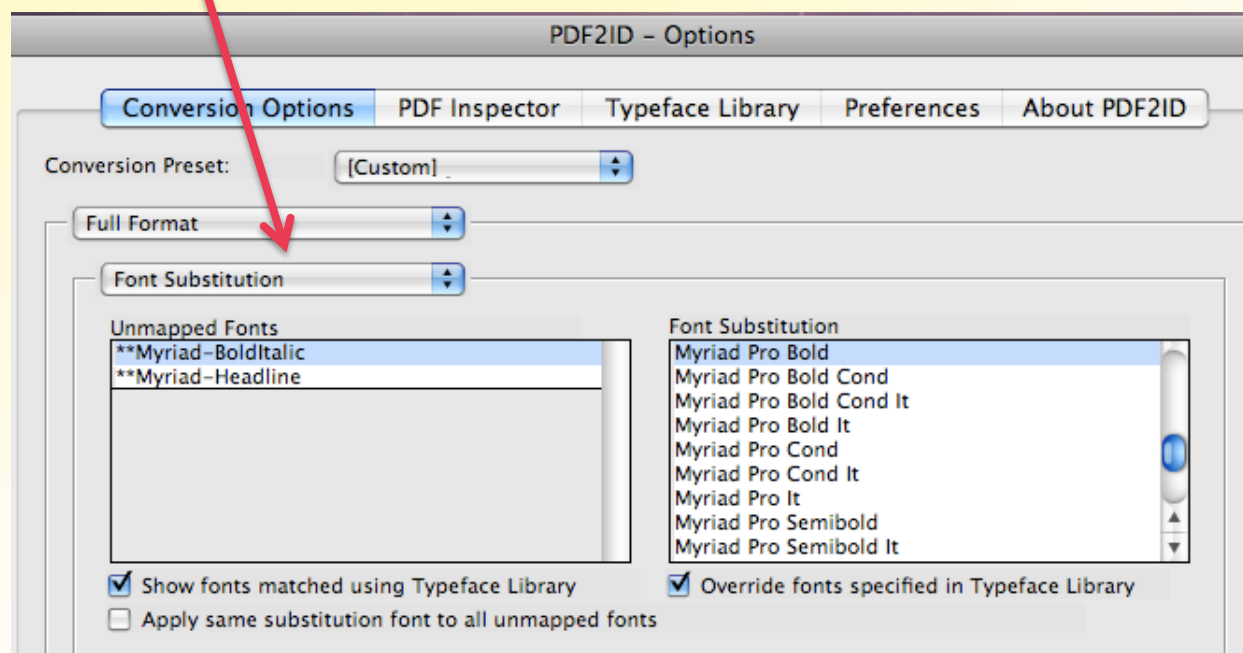 PDF2ID – Options
Conversion Options PDF Inspector Typeface Library Preferences About PDF2ID
Conversion Preset: [Custom]
Full Format
Font Substitution
Unmapped Fonts
**Myriad-BoldItalic
**Myriad-Headline
Font Substitution
Myriad Pro Bold
Myriad Pro Bold Cond
Myriad Pro Bold Cond It
Myriad Pro Bold It
Myriad Pro Cond
Myriad Pro Cond It
Myriad Pro It
Myriad Pro Semibold
Myriad Pro Semibold It
Show fonts matched using Typeface Library
Override fonts specified in Typeface Library
Apply same substitution font to all unmapped fonts